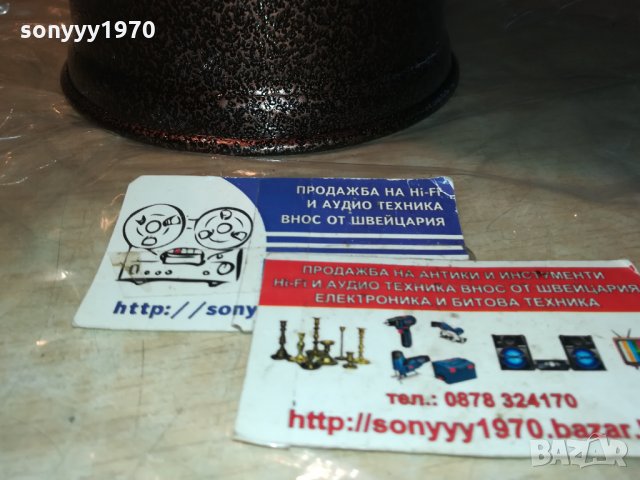 sonyyy1970
ПРОДАЖБА НА Hi-Fi
И АУДИО ТЕХНИКА
ВНОС ОТ ШВЕЙЦАРИЯ
http://sony
ПРОДАЖБА НА АНТИКИ И ИНСТРУМЕНТИ
Hi-Fi И АУДИО ТЕХНИКА ВНОС ОТ ШВЕЙЦАРИЯ
ЕЛЕКТРОНИКА И БИТОВА ТЕХНИКА
тел.: 0878 324170
http://sonyyy1970.bazar.
bazar